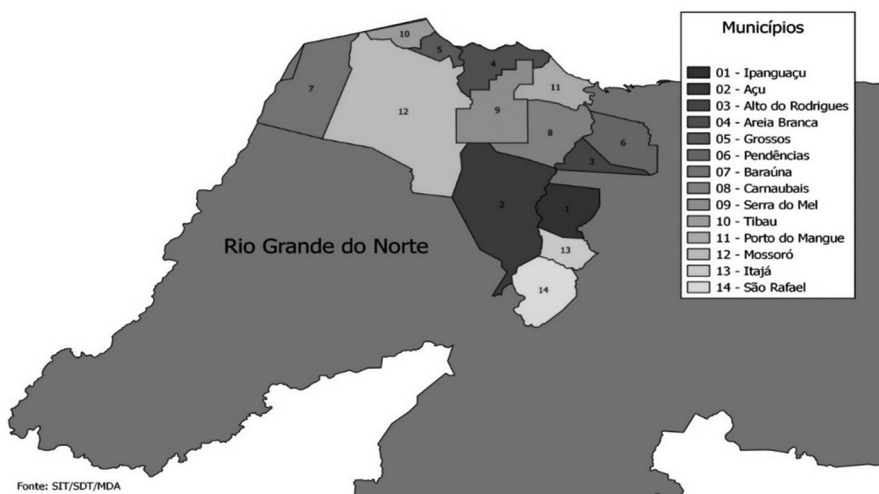 Municípios
01 - Ipanguaçu
02 - Açu
03 - Alto do Rodrigues
04 - Areia Branca
05 - Grossos
06 - Pendências
07 - Baraúna
08 - Carnaubais
09 - Serra do Mel
10 - Tibau
11 - Porto do Mangue
12 - Mossoró
13 - Itajá
14 - São Rafael
10
5
4
7
11
12
9
8
6
3
2
1
Rio Grande do Norte
13
14
Fonte: SIT/SDT/MDA